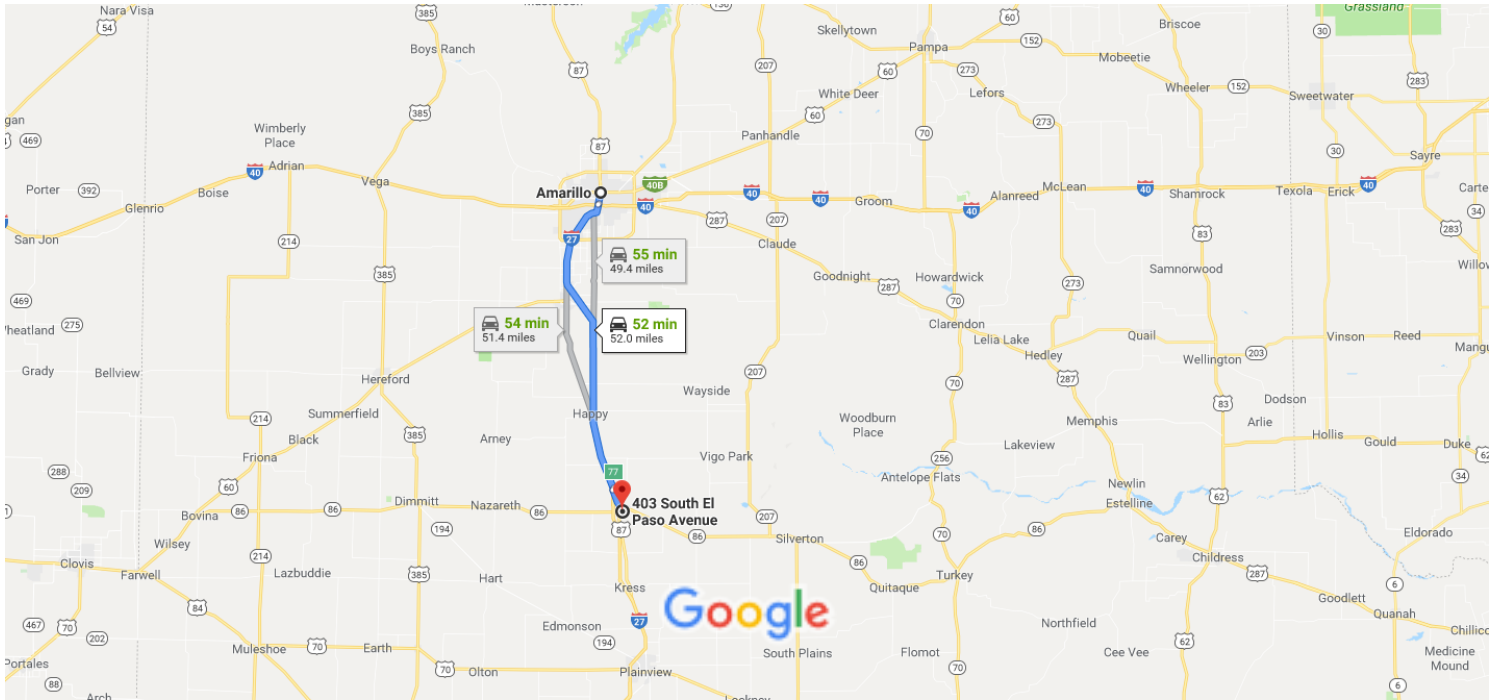 Nara Visa
54
385
Boys Ranch
87
136
60
Grassland
Skellytown
Briscoe
30
152
Pampa
Mobeetie
283
207
60
273
Lefors
Wheeler
152
Sweetwater
White Deer
60
385
Wimberly
Place
469
87
Panhandle
70
273
30
Sayre
Adrian
40
Vega
Porter
392
Boise
Glenrio
Amarillo
40B
40
40
40
Groom
Alanreed
McLean
40
Shamrock
Texola
Erick
40
40
34
San Jon
214
27
287
207
Claude
83
283
55 min
49.4 miles
385
Goodnight
Howardwick
287
70
Samnorwood
469
Wheatland
275
54 min
51.4 miles
52 min
52.0 miles
Clarendon
Lelia Lake
Hedley
Quail
Vinson
Reed
Wellington
203
Grady
Bellview
Hereford
207
70
287
Wayside
83
Dodson
Arlie
Summerfield
214
Black
385
Happy
Woodburn
Place
Memphis
Lakeview
Hollis
Gould
Duke
62
Arney
Friona
Vigo Park
256
Antelope Flats
288
209
60
77
34
Newlin
Estelline
62
Bovina
86
86
Dimmitt
Nazareth
86
403 South El
Paso Avenue
87
86
207
Silverton
86
70
86
Carey
Childress
Eldorado
194
Wilsey
Clovis
Farwell
214
Lazbuddie
385
Hart
86
Quitaque
Turkey
287
6
Goodlett
Quanah
Kress
Google
84
467
70
202
Edmonson
27
194
Northfield
62
Muleshoe
70
Earth
70
South Plains
Flomot
70
Cee Vee
Medicine
Mound
Portales
88
Olton
70
Plainview
6